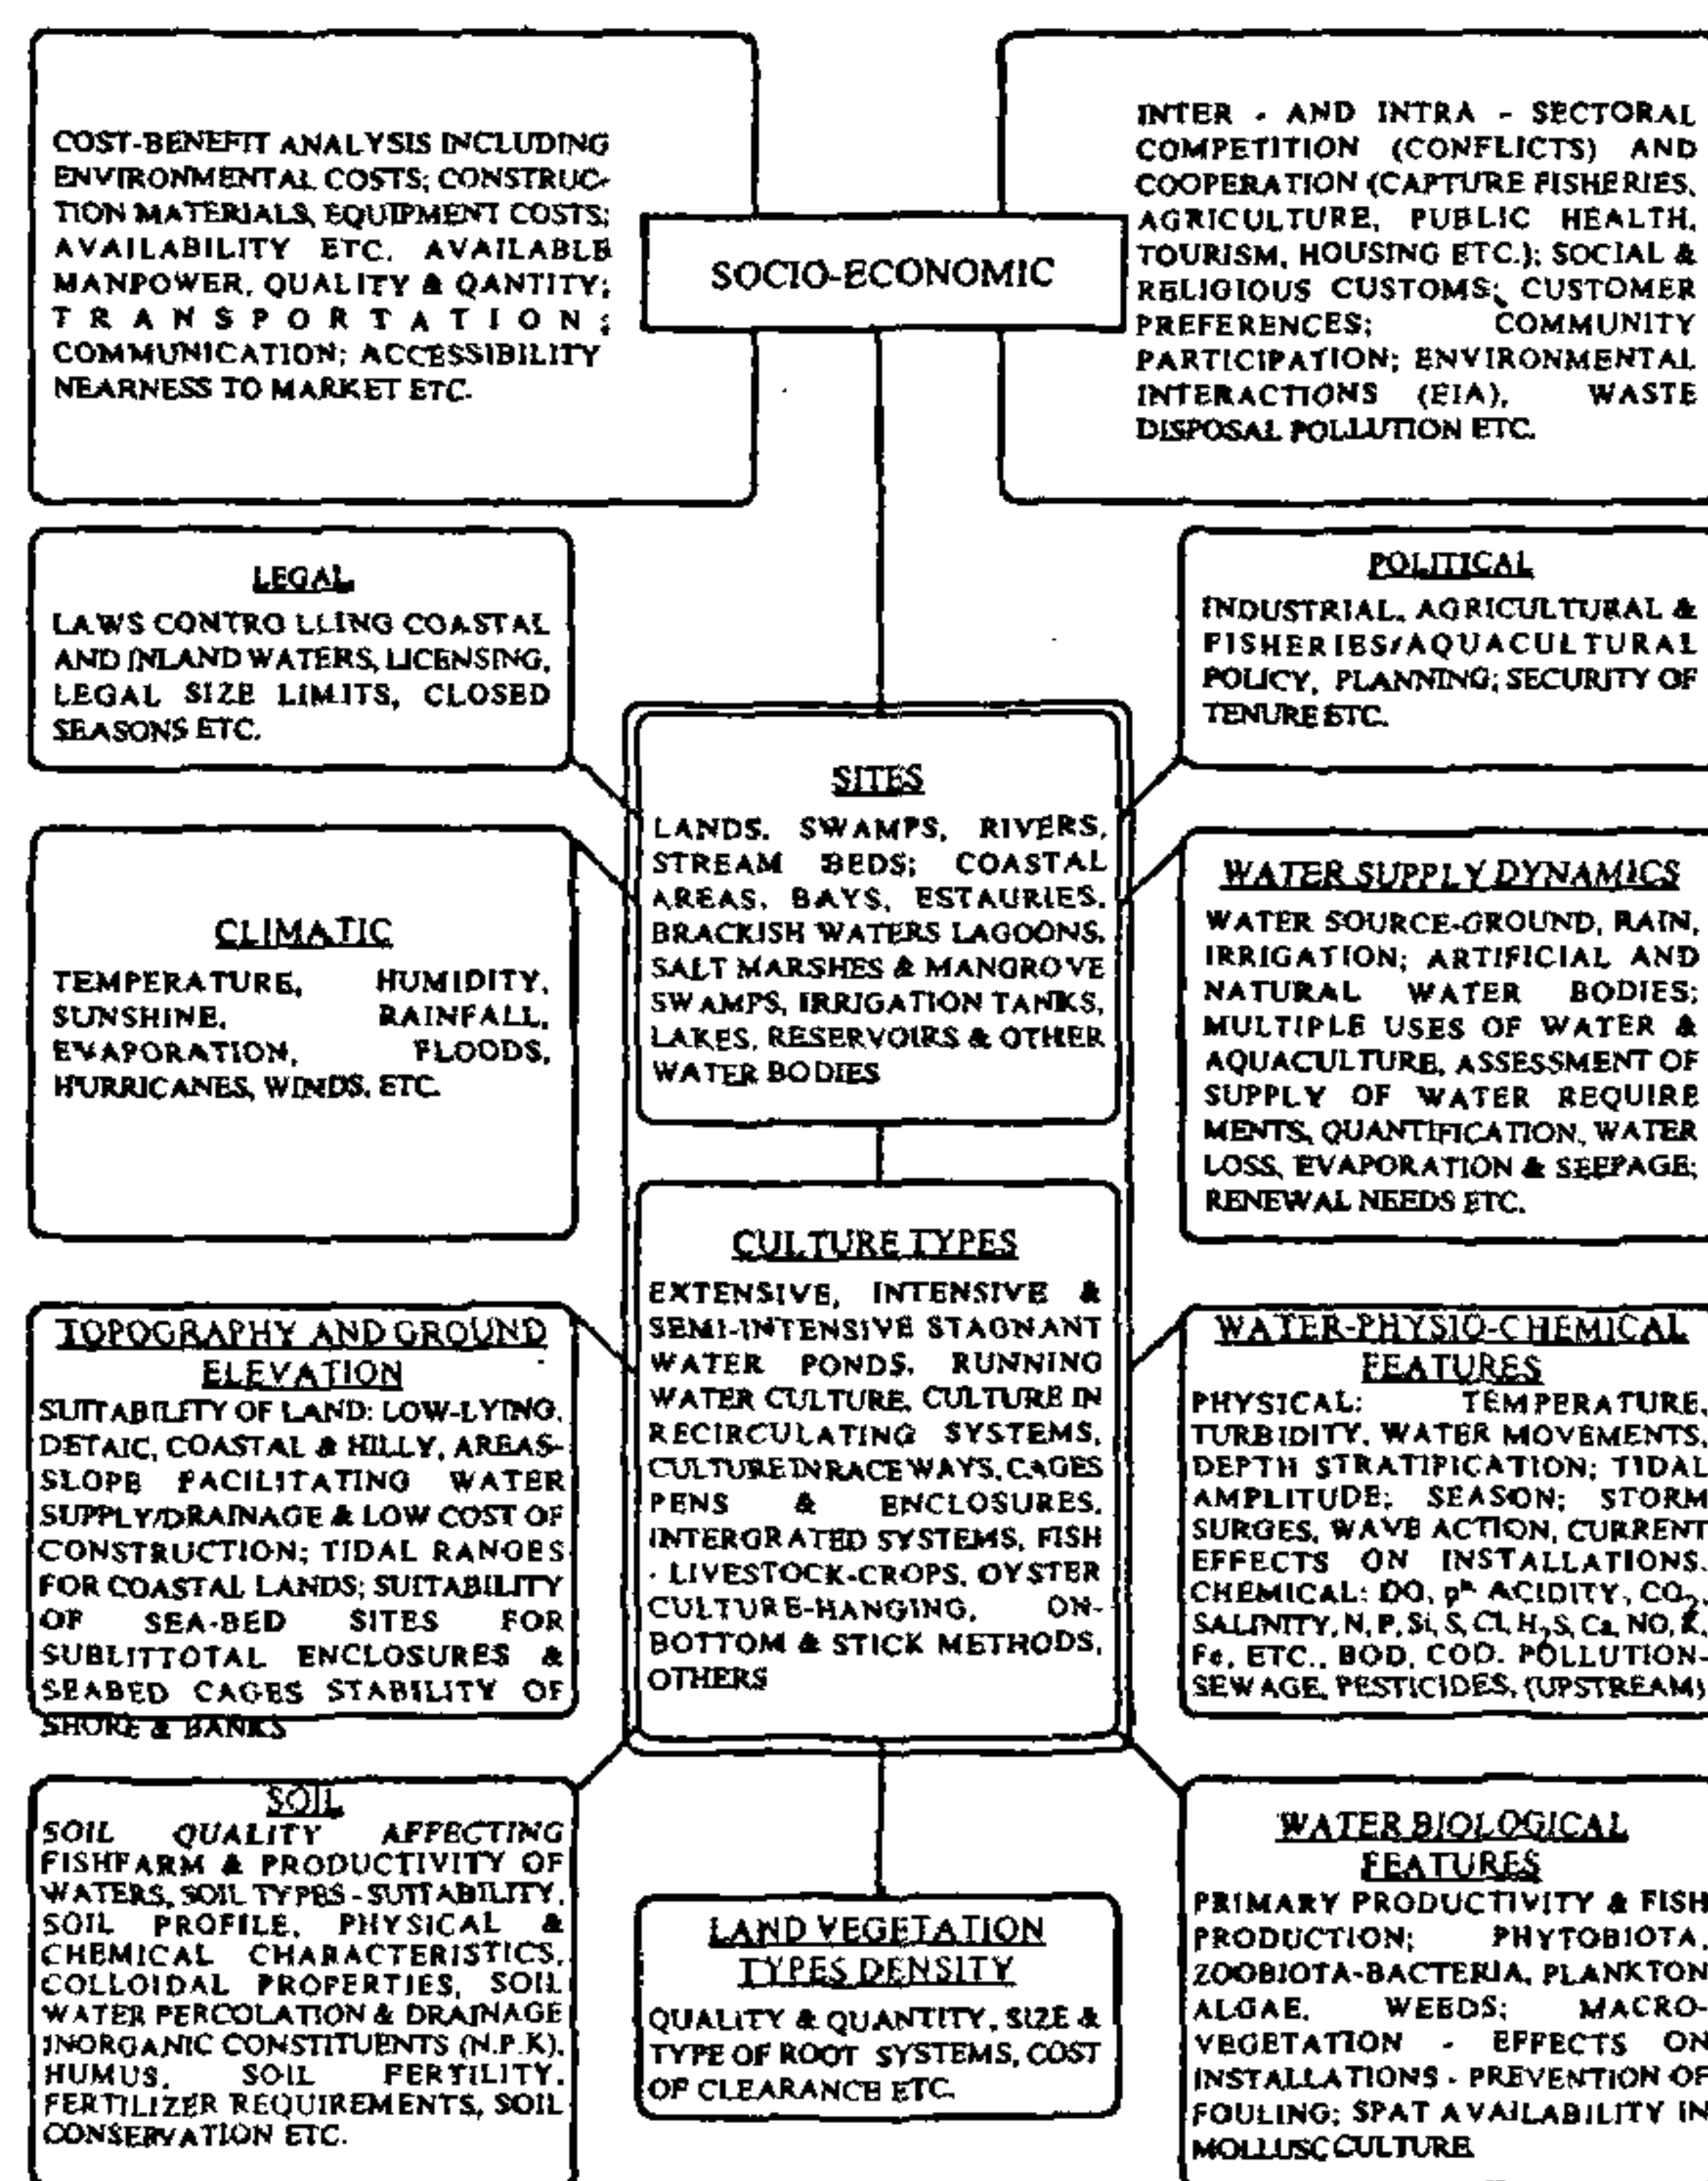 COST-BENEFIT ANALYSIS INCLUDING
ENVIRONMENTAL COSTS; CONSTRUC-
TION MATERIALS, EQUIPMENT COSTS;
AVAILABILITY ETC. AVAILABLE
MANPOWER, QUALITY & QANTITY;
TRANSPORTATION;
COMMUNICATION; ACCESSIBILITY
NEARNESS TO MARKET ETC.
SOCIO-ECONOMIC
INTER - AND INTRA - SECTORAL
COMPETITION (CONFLICTS) AND
COOPERATION (CAPTURE FISHERIES,
AGRICULTURE, PUBLIC HEALTH,
TOURISM, HOUSING ETC.); SOCIAL &
RELIGIOUS CUSTOMS; CUSTOMER
PREFERENCES; COMMUNITY
PARTICIPATION; ENVIRONMENTAL
INTERACTIONS (EIA), WASTE
DISPOSAL POLLUTION ETC.
LEGAL
LAWS CONTRO LLING COASTAL
AND INLAND WATERS, LICENSING,
LEGAL SIZE LIMITS, CLOSED
SEASONS ETC.
POLITICAL
INDUSTRIAL, AGRICULTURAL &
FISHERIES/AQUACULTURAL
POLICY, PLANNING; SECURITY OF
TENURE ETC.
SITES
LANDS, SWAMPS, RIVERS,
STREAM BEDS; COASTAL
AREAS, BAYS, ESTAURIES,
BRACKISH WATERS LAGOONS,
SALT MARSHES & MANGROVE
SWAMPS, IRRIGATION TANKS,
LAKES, RESERVOIRS & OTHER
WATER BODIES
CLIMATIC
TEMPERATURE, HUMIDITY,
SUNSHINE, RAINFALL,
EVAPORATION, FLOODS,
HURRICANES, WINDS, ETC.
WATER SUPPLY DYNAMICS
WATER SOURCE-GROUND, RAIN,
IRRIGATION; ARTIFICIAL AND
NATURAL WATER BODIES;
MULTIPLE USES OF WATER &
AQUACULTURE, ASSESSMENT OF
SUPPLY OF WATER REQUIRE
MENTS, QUANTIFICATION, WATER
LOSS, EVAPORATION & SEEPAGE;
RENEWAL NEEDS ETC.
CULTURE TYPES
EXTENSIVE, INTENSIVE &
SEMI-INTENSIVE STAGNANT
WATER PONDS, RUNNING
WATER CULTURE, CULTURE IN
RECIRCULATING SYSTEMS,
CULTURE IN RACE WAYS, CAGES
PENS & ENCLOSURES,
INTERGRATED SYSTEMS, FISH
- LIVESTOCK-CROPS, OYSTER
CULTURE-HANGING, ON-
BOTTOM & STICK METHODS,
OTHERS
TOPOGRAPHY AND GROUND
ELEVATION
SUITABILITY OF LAND: LOW-LYING,
DETAIC, COASTAL & HILLY, AREAS-
SLOPE FACILITATING WATER
SUPPLY/DRAINAGE & LOW COST OF
CONSTRUCTION; TIDAL RANGES
FOR COASTAL LANDS; SUITABILITY
OF SEA-BED SITES FOR
SUBLITTOTAL ENCLOSURES &
SEABED CAGES STABILITY OF
SHORE & BANKS
WATER-PHYSIO-CHEMICAL
FEATURES
PHYSICAL: TEMPERATURE,
TURBIDITY, WATER MOVEMENTS,
DEPTH STRATIFICATION; TIDAL
AMPLITUDE; SEASON; STORM
SURGES, WAVE ACTION, CURRENT
EFFECTS ON INSTALLATIONS.
CHEMICAL: DO, pʰ ACIDITY, CO₂,
SALINITY, N, P, Si, S, Cl, H₂S, Ca, NO, K,
Fe, ETC., BOD, COD. POLLUTION-
SEWAGE, PESTICIDES, (UPSTREAM)
SOIL
SOIL QUALITY AFFECTING
FISHFARM & PRODUCTIVITY OF
WATERS, SOIL TYPES - SUITABILITY,
SOIL PROFILE, PHYSICAL &
CHEMICAL CHARACTERISTICS,
COLLOIDAL PROPERTIES, SOIL
WATER PERCOLATION & DRAINAGE
INORGANIC CONSTITUENTS (N.P.K),
HUMUS, SOIL FERTILITY,
FERTILIZER REQUIREMENTS, SOIL
CONSERVATION ETC.
LAND VEGETATION
TYPES DENSITY
QUALITY & QUANTITY, SIZE &
TYPE OF ROOT SYSTEMS, COST
OF CLEARANCE ETC.
WATER BIOLOGICAL
FEATURES
PRIMARY PRODUCTIVITY & FISH
PRODUCTION; PHYTOBIOTA,
ZOOBIOTA-BACTERIA, PLANKTON
ALGAE, WEEDS; MACRO-
VEGETATION - EFFECTS ON
INSTALLATIONS - PREVENTION OF
FOULING; SPAT AVAILABILITY IN
MOLLUSC CULTURE